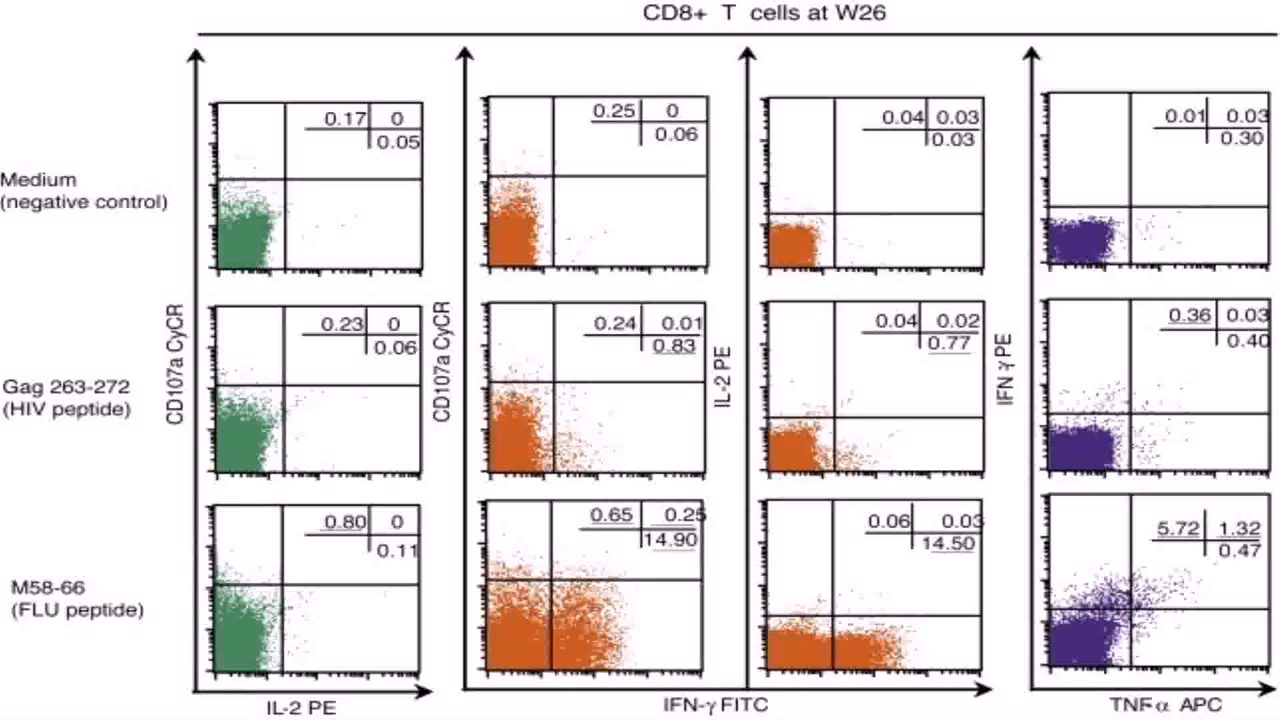 CD8+ T cells at W26
Medium
(negative control)
0.17 0
0.05
0.25 0
0.06
0.04 0.03
0.03
0.01 0.03
0.30
Gag 263-272
(HIV peptide)
CD107a CyCR
0.23 0
0.06
CD107a CyCR
0.24 0.01
0.83
IL-2 PE
0.04 0.02
0.77
IFN γ PE
0.36 0.03
0.40
M58-66
(FLU peptide)
0.80 0
0.11
0.65 0.25
14.90
0.06 0.03
14.50
5.72 1.32
0.47
IL-2 PE
IFN-γ FITC
TNF α APC